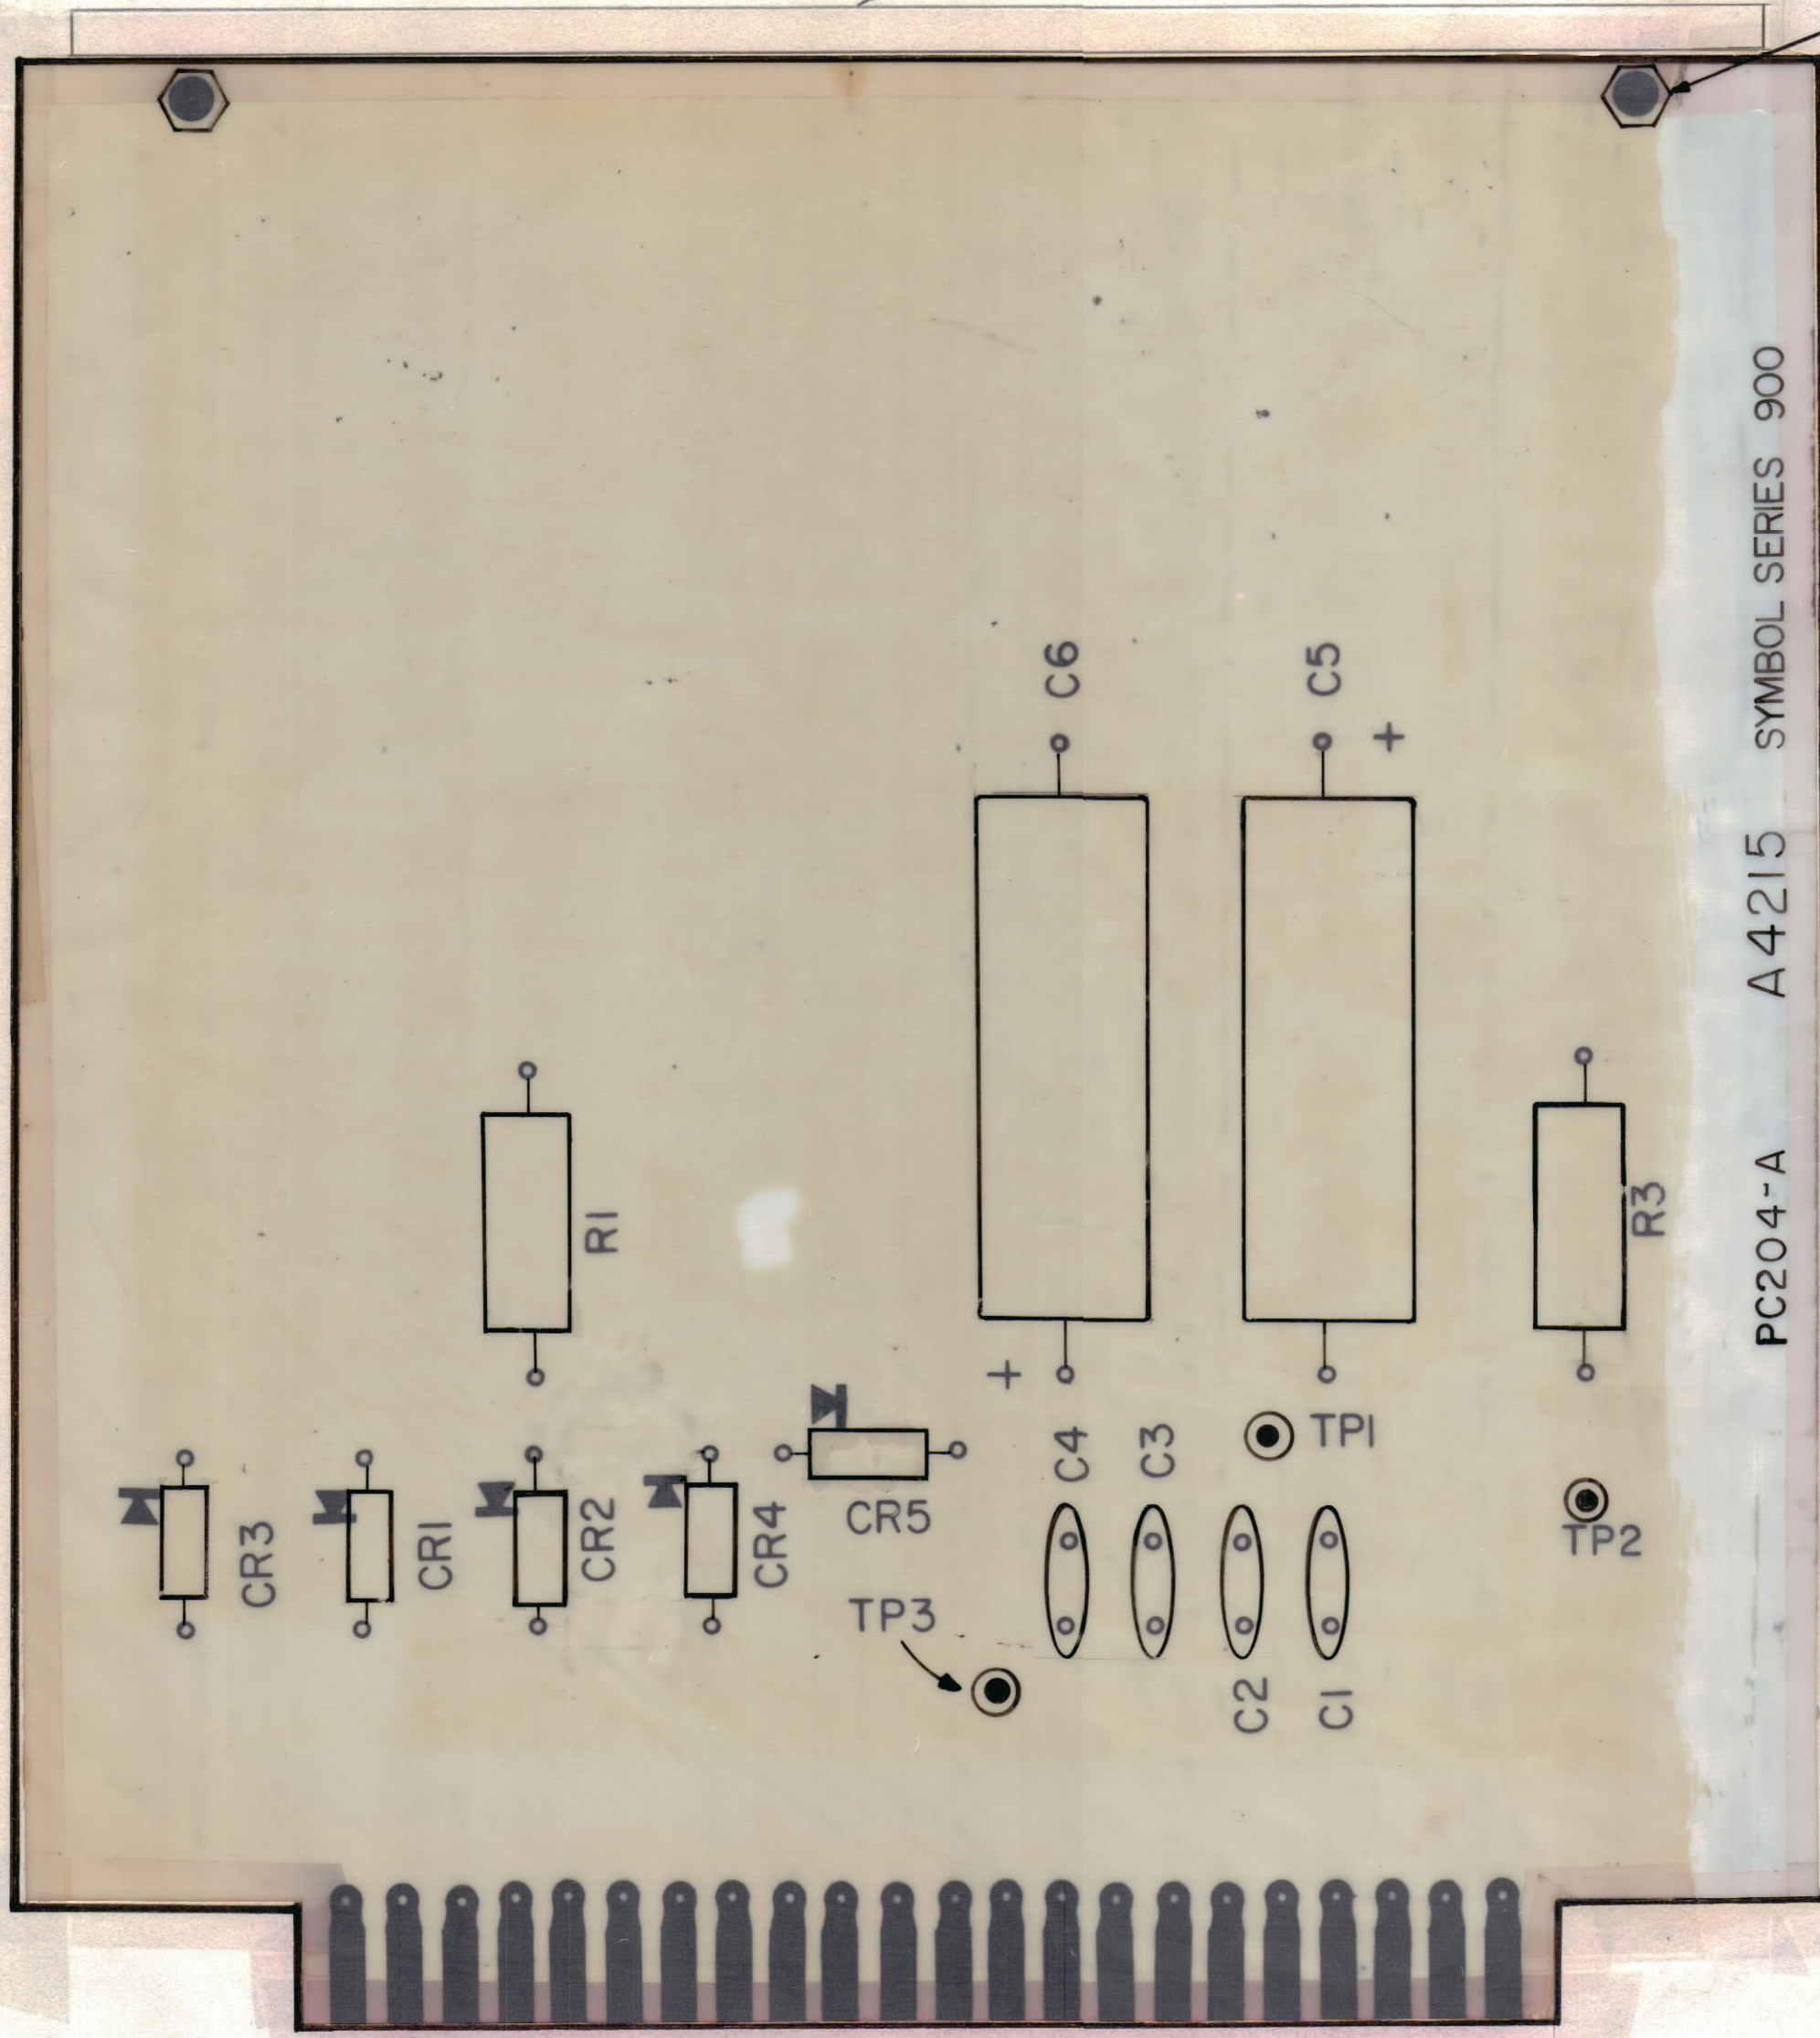 C6
C5
+
R1
R3
+
CR3
CR1
CR2
CR4
CR5
C4
C3
TP1
TP2
TP3
C2
C1
PC204-A A4215 SYMBOL SERIES 900